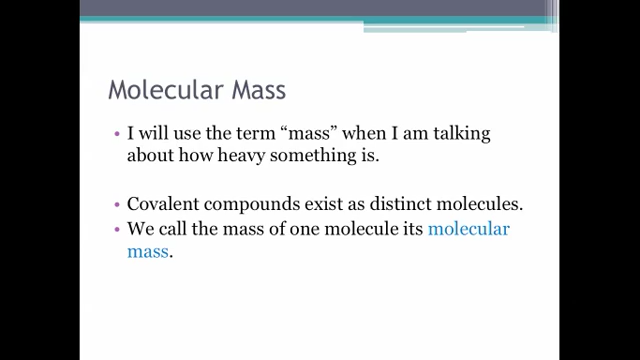 Molecular Mass
• I will use the term “mass” when I am talking
about how heavy something is.
• Covalent compounds exist as distinct molecules.
• We call the mass of one molecule its molecular
mass.